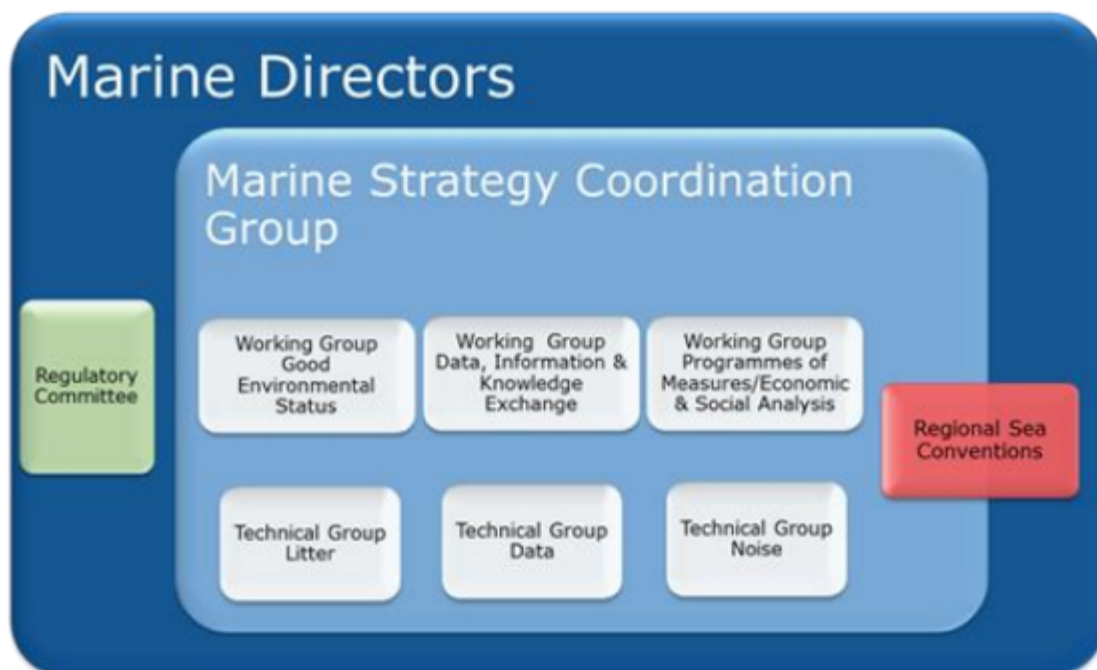 Marine Directors
Marine Strategy Coordination
Group
Regulatory
Committee
Working Group
Good
Environmental
Status
Working Group
Data, Information &
Knowledge
Exchange
Working Group
Programmes of
Measures/Economic
& Social Analysis
Regional Sea
Conventions
Technical Group
Litter
Technical Group
Data
Technical Group
Noise